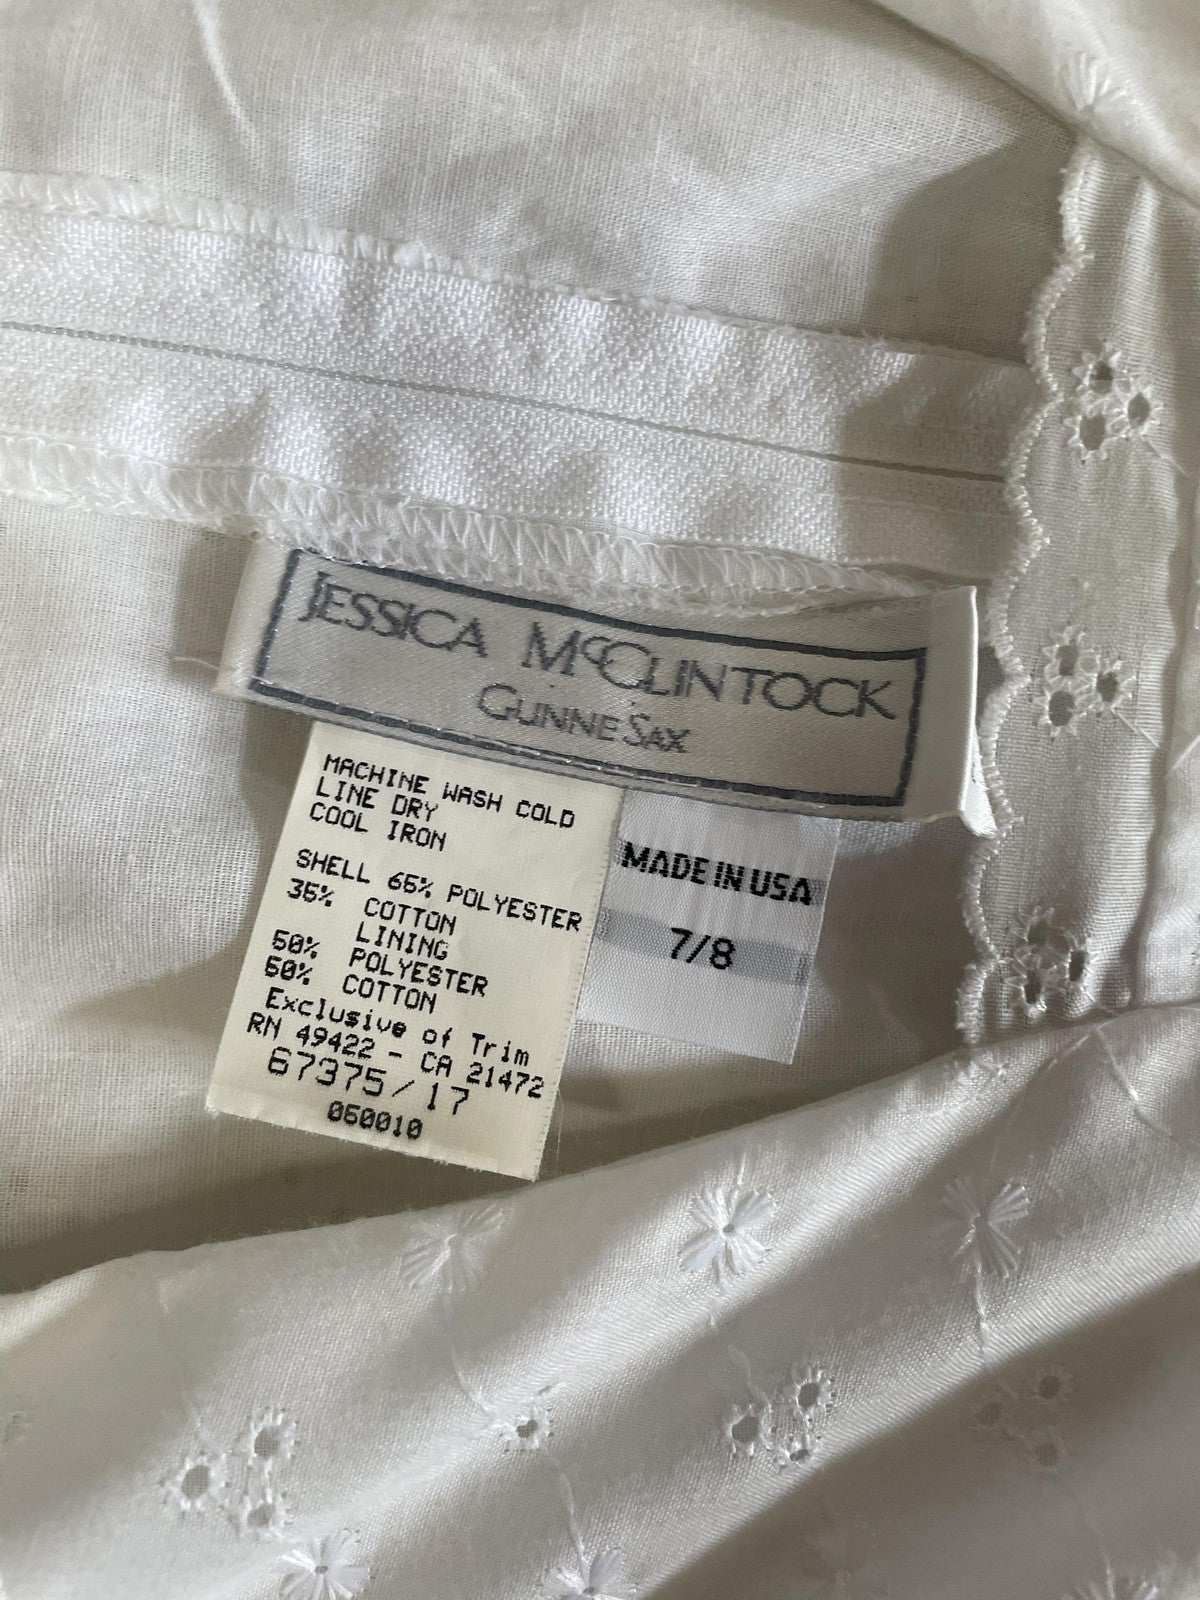 JESSICA McCLINTOCK
GUNNE SAX
MACHINE WASH COLD
LINE DRY
COOL IRON
SHELL 65% POLYESTER
35% COTTON
LINING
50% POLYESTER
50% COTTON
Exclusive of Trim
RN 49422 - CA 21472
67375/17
060010
MADE IN USA
7/8